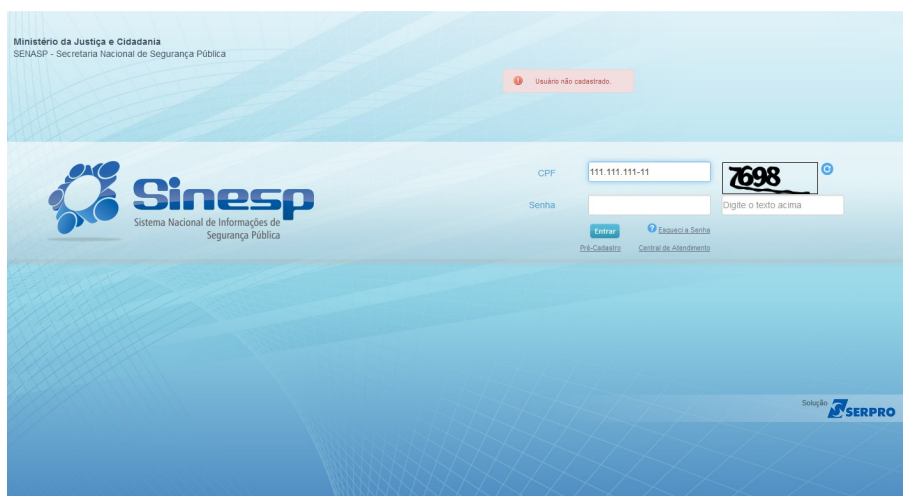 Ministério da Justiça e Cidadania
SENASP - Secretaria Nacional de Segurança Pública
Usuário não cadastrado.
Sinesp
Sistema Nacional de Informações de
Segurança Pública
CPF 111.111.111-11 7698
Senha Digite o texto acima
Entrar Esqueci a Senha
Pré-Cadastro Central de Atendimento
Solução SERPRO